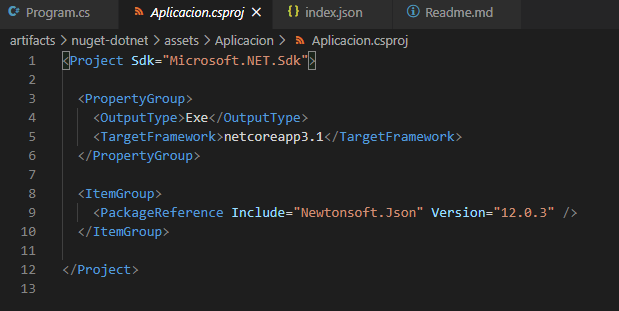 C# Program.cs Aplicacion.csproj × {} index.json Readme.md
artifacts > nuget-dotnet > assets > Aplicacion > Aplicacion.csproj
1 <Project Sdk="Microsoft.NET.Sdk">
2
3 <PropertyGroup>
4 <OutputType>Exe</OutputType>
5 <TargetFramework>netcoreapp3.1</TargetFramework>
6 </PropertyGroup>
7
8 <ItemGroup>
9 <PackageReference Include="Newtonsoft.Json" Version="12.0.3" />
10 </ItemGroup>
11
12 </Project>
13